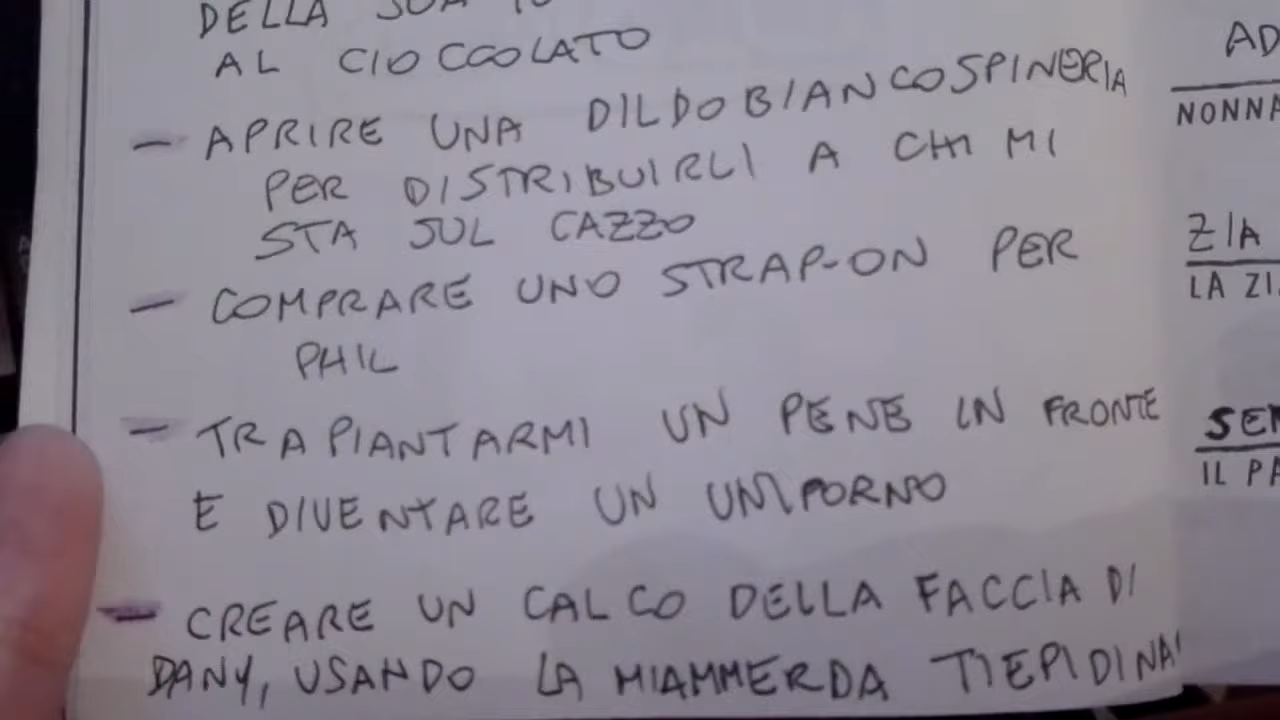 DELLA SUA
AL CIOCCOLATO
- APRIRE UNA DILDOBIANCOSPINERIA
PER DISTRIBUIRLI A CHI MI
STA SUL CAZZO
- COMPRARE UNO STRAP-ON PER
PHIL
- TRAPIANTARMI UN PENE IN FRONTE
E DIVENTARE UN UNIPORNO
- CREARE UN CALCO DELLA FACCIA DI
DANY, USANDO LA MIAMMERDA TIEPIDINA!
AD
NONNA
ZIA
LA ZI
SE
IL PA